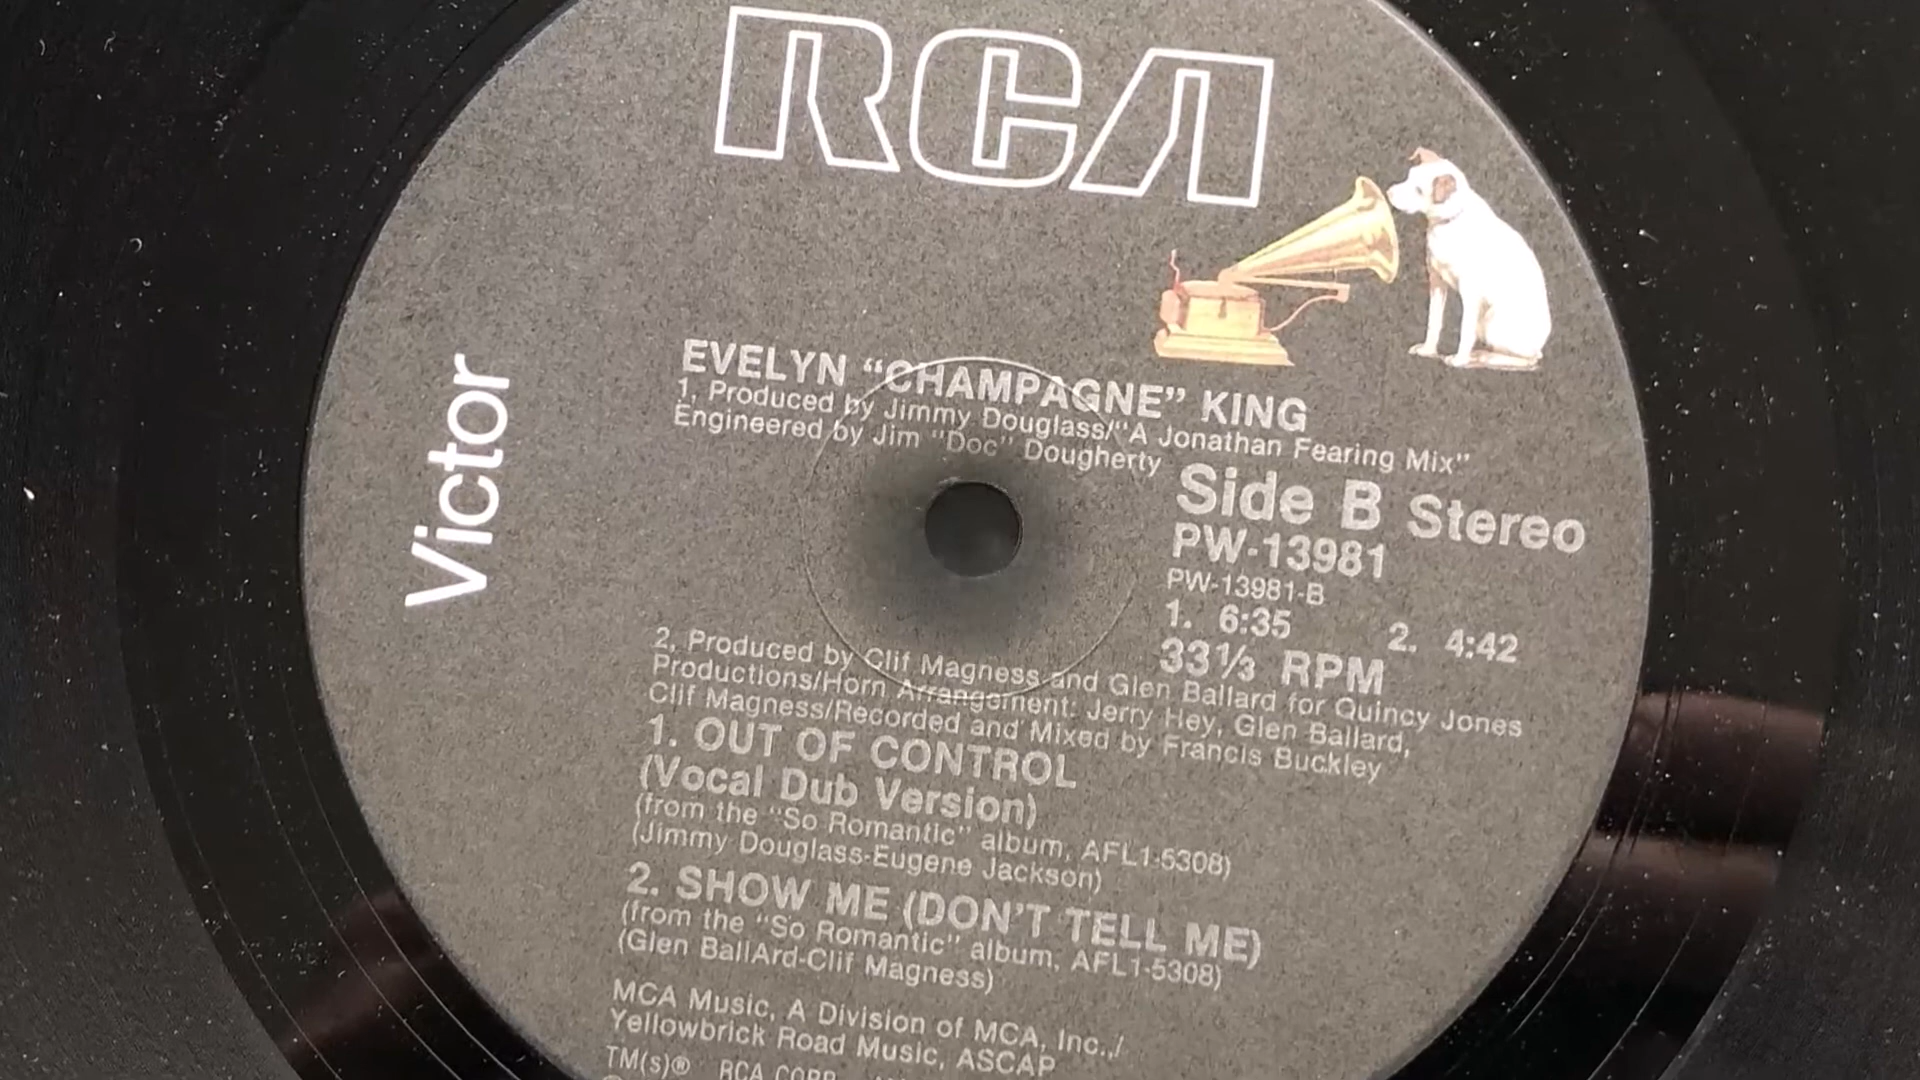 RCA
Victor
EVELYN “CHAMPAGNE” KING
1, Produced by Jimmy Douglass/“A Jonathan Fearing Mix”
Engineered by Jim “Doc” Dougherty
Side B Stereo
PW-13981
PW-13981-B
1. 6:35 2. 4:42
33⅓ RPM
2, Produced by Clif Magness and Glen Ballard for Quincy Jones
Productions/Horn Arrangement: Jerry Hey, Glen Ballard,
Clif Magness/Recorded and Mixed by Francis Buckley
1. OUT OF CONTROL
(Vocal Dub Version)
(from the “So Romantic” album, AFL1-5308)
(Jimmy Douglass-Eugene Jackson)
2. SHOW ME (DON’T TELL ME)
(from the “So Romantic” album, AFL1-5308)
(Glen BallArd-Clif Magness)
MCA Music, A Division of MCA, Inc../
Yellowbrick Road Music, ASCAP
TM(s)® RCA CORP